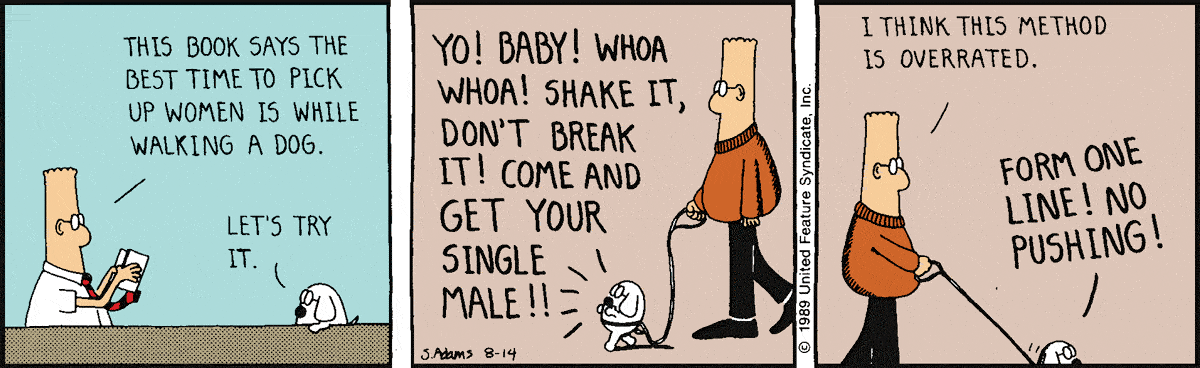 THIS BOOK SAYS THE
BEST TIME TO PICK
UP WOMEN IS WHILE
WALKING A DOG.
LET'S TRY
IT.
YO! BABY! WHOA
WHOA! SHAKE IT,
DON'T BREAK
IT! COME AND
GET YOUR
SINGLE
MALE!!
S.Adams 8-14
© 1989 United Feature Syndicate, Inc.
I THINK THIS METHOD
IS OVERRATED.
FORM ONE
LINE! NO
PUSHING!